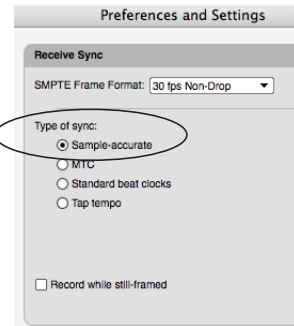 Preferences and Settings
Receive Sync
SMPTE Frame Format: 30 fps Non-Drop
Type of sync:
Sample-accurate
MTC
Standard beat clocks
Tap tempo
Record while still-framed